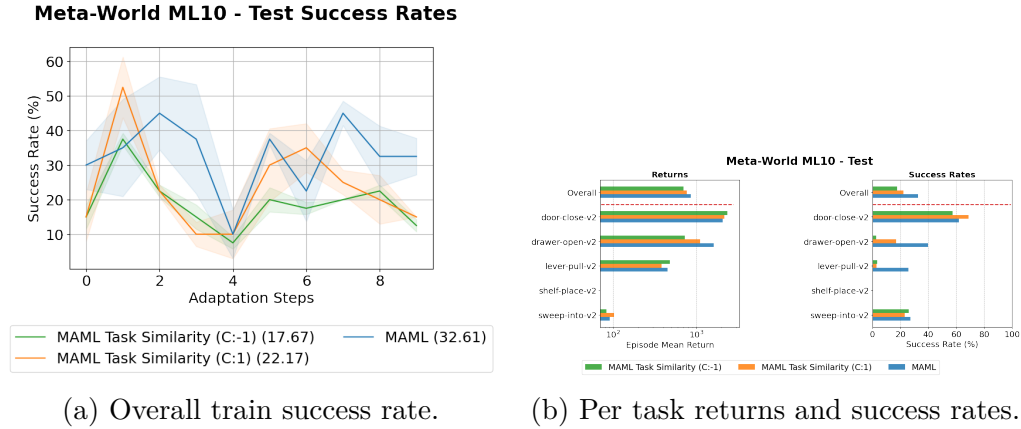 Meta-World ML10 - Test Success Rates
60
50
40
30
20
10
Success Rate (%)
0 2 4 6 8
Adaptation Steps
MAML Task Similarity (C:-1) (17.67)
MAML (32.61)
MAML Task Similarity (C:1) (22.17)
(a) Overall train success rate.
Meta-World ML10 - Test
Returns
Overall
door-close-v2
drawer-open-v2
lever-pull-v2
shelf-place-v2
sweep-into-v2
10² 10³
Episode Mean Return
Success Rates
Overall
door-close-v2
drawer-open-v2
lever-pull-v2
shelf-place-v2
sweep-into-v2
0 20 40 60 80 100
Success Rate (%)
MAML Task Similarity (C:-1) MAML Task Similarity (C:1) MAML
(b) Per task returns and success rates.